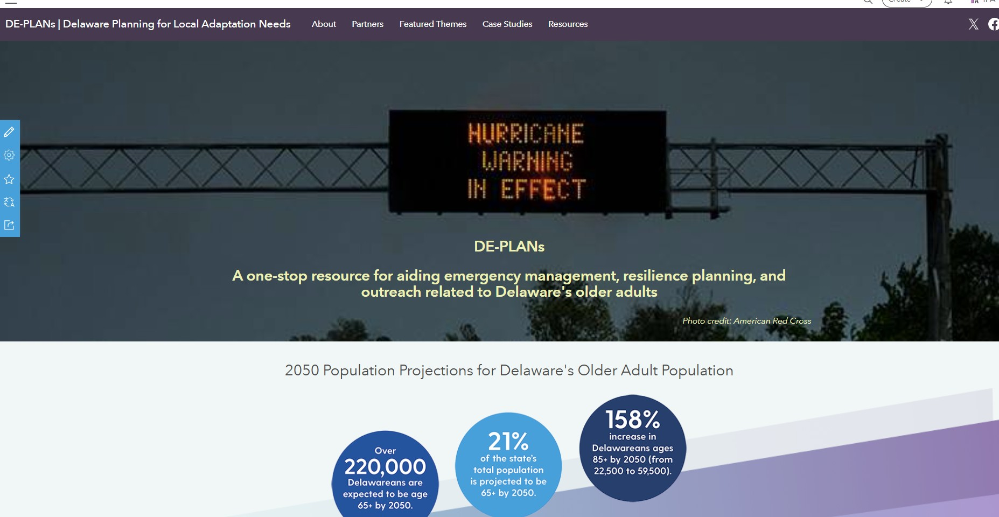 DE-PLANs | Delaware Planning for Local Adaptation Needs
About
Partners
Featured Themes
Case Studies
Resources
HURRICANE
WARNING
IN EFFECT
DE-PLANs
A one-stop resource for aiding emergency management, resilience planning, and
outreach related to Delaware's older adults
Photo credit: American Red Cross
2050 Population Projections for Delaware's Older Adult Population
Over
220,000
Delawareans are
expected to be age
65+ by 2050.
21%
of the state's
total population
is projected to be
65+ by 2050.
158%
increase in
Delawareans ages
85+ by 2050 (from
22,500 to 59,500).